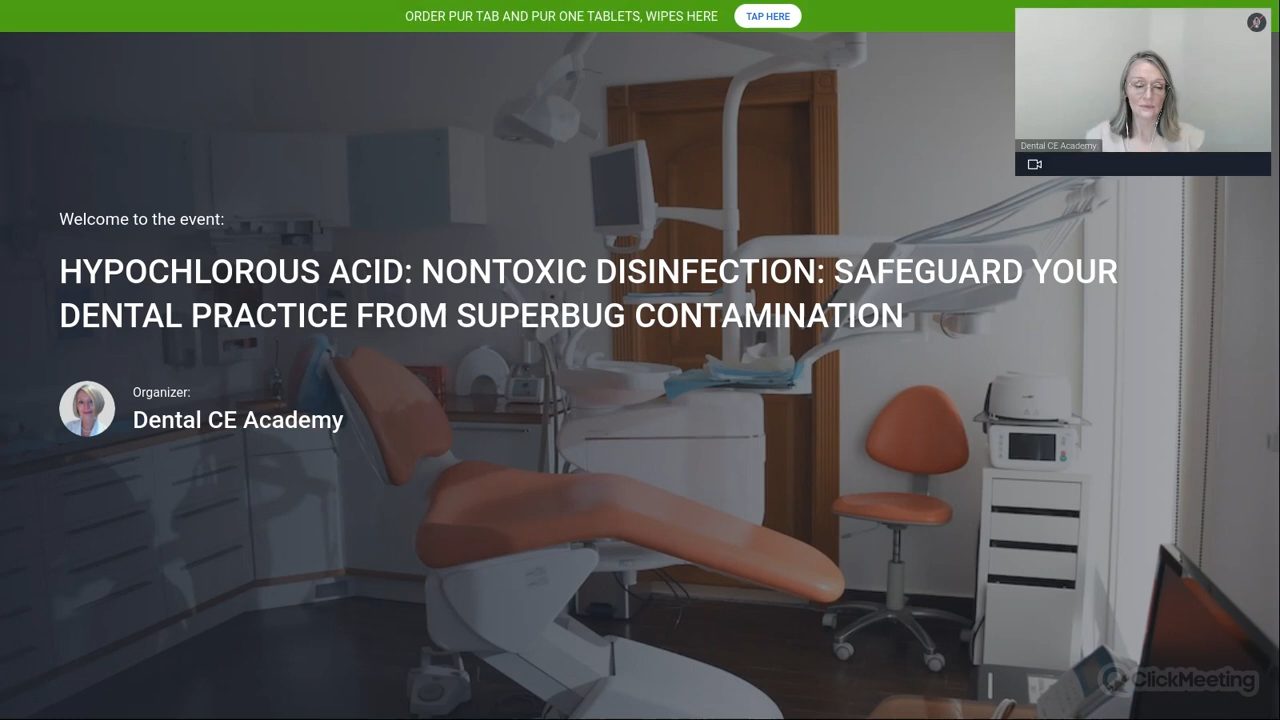 ORDER PUR TAB AND PUR ONE TABLETS, WIPES HERE TAP HERE
Dental CE Academy
Welcome to the event:
HYPOCHLOROUS ACID: NONTOXIC DISINFECTION: SAFEGUARD YOUR
DENTAL PRACTICE FROM SUPERBUG CONTAMINATION
Organizer:
Dental CE Academy
ClickMeeting